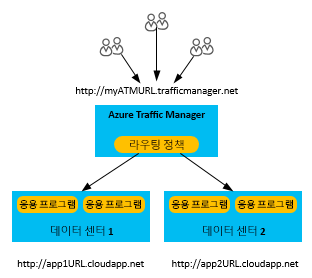 http://myATMURL.trafficmanager.net
Azure Traffic Manager
라우팅 정책
응용 프로그램 응용 프로그램 응용 프로그램 응용 프로그램
데이터 센터 1 데이터 센터 2
http://app1URL.cloudapp.net http://app2URL.cloudapp.net